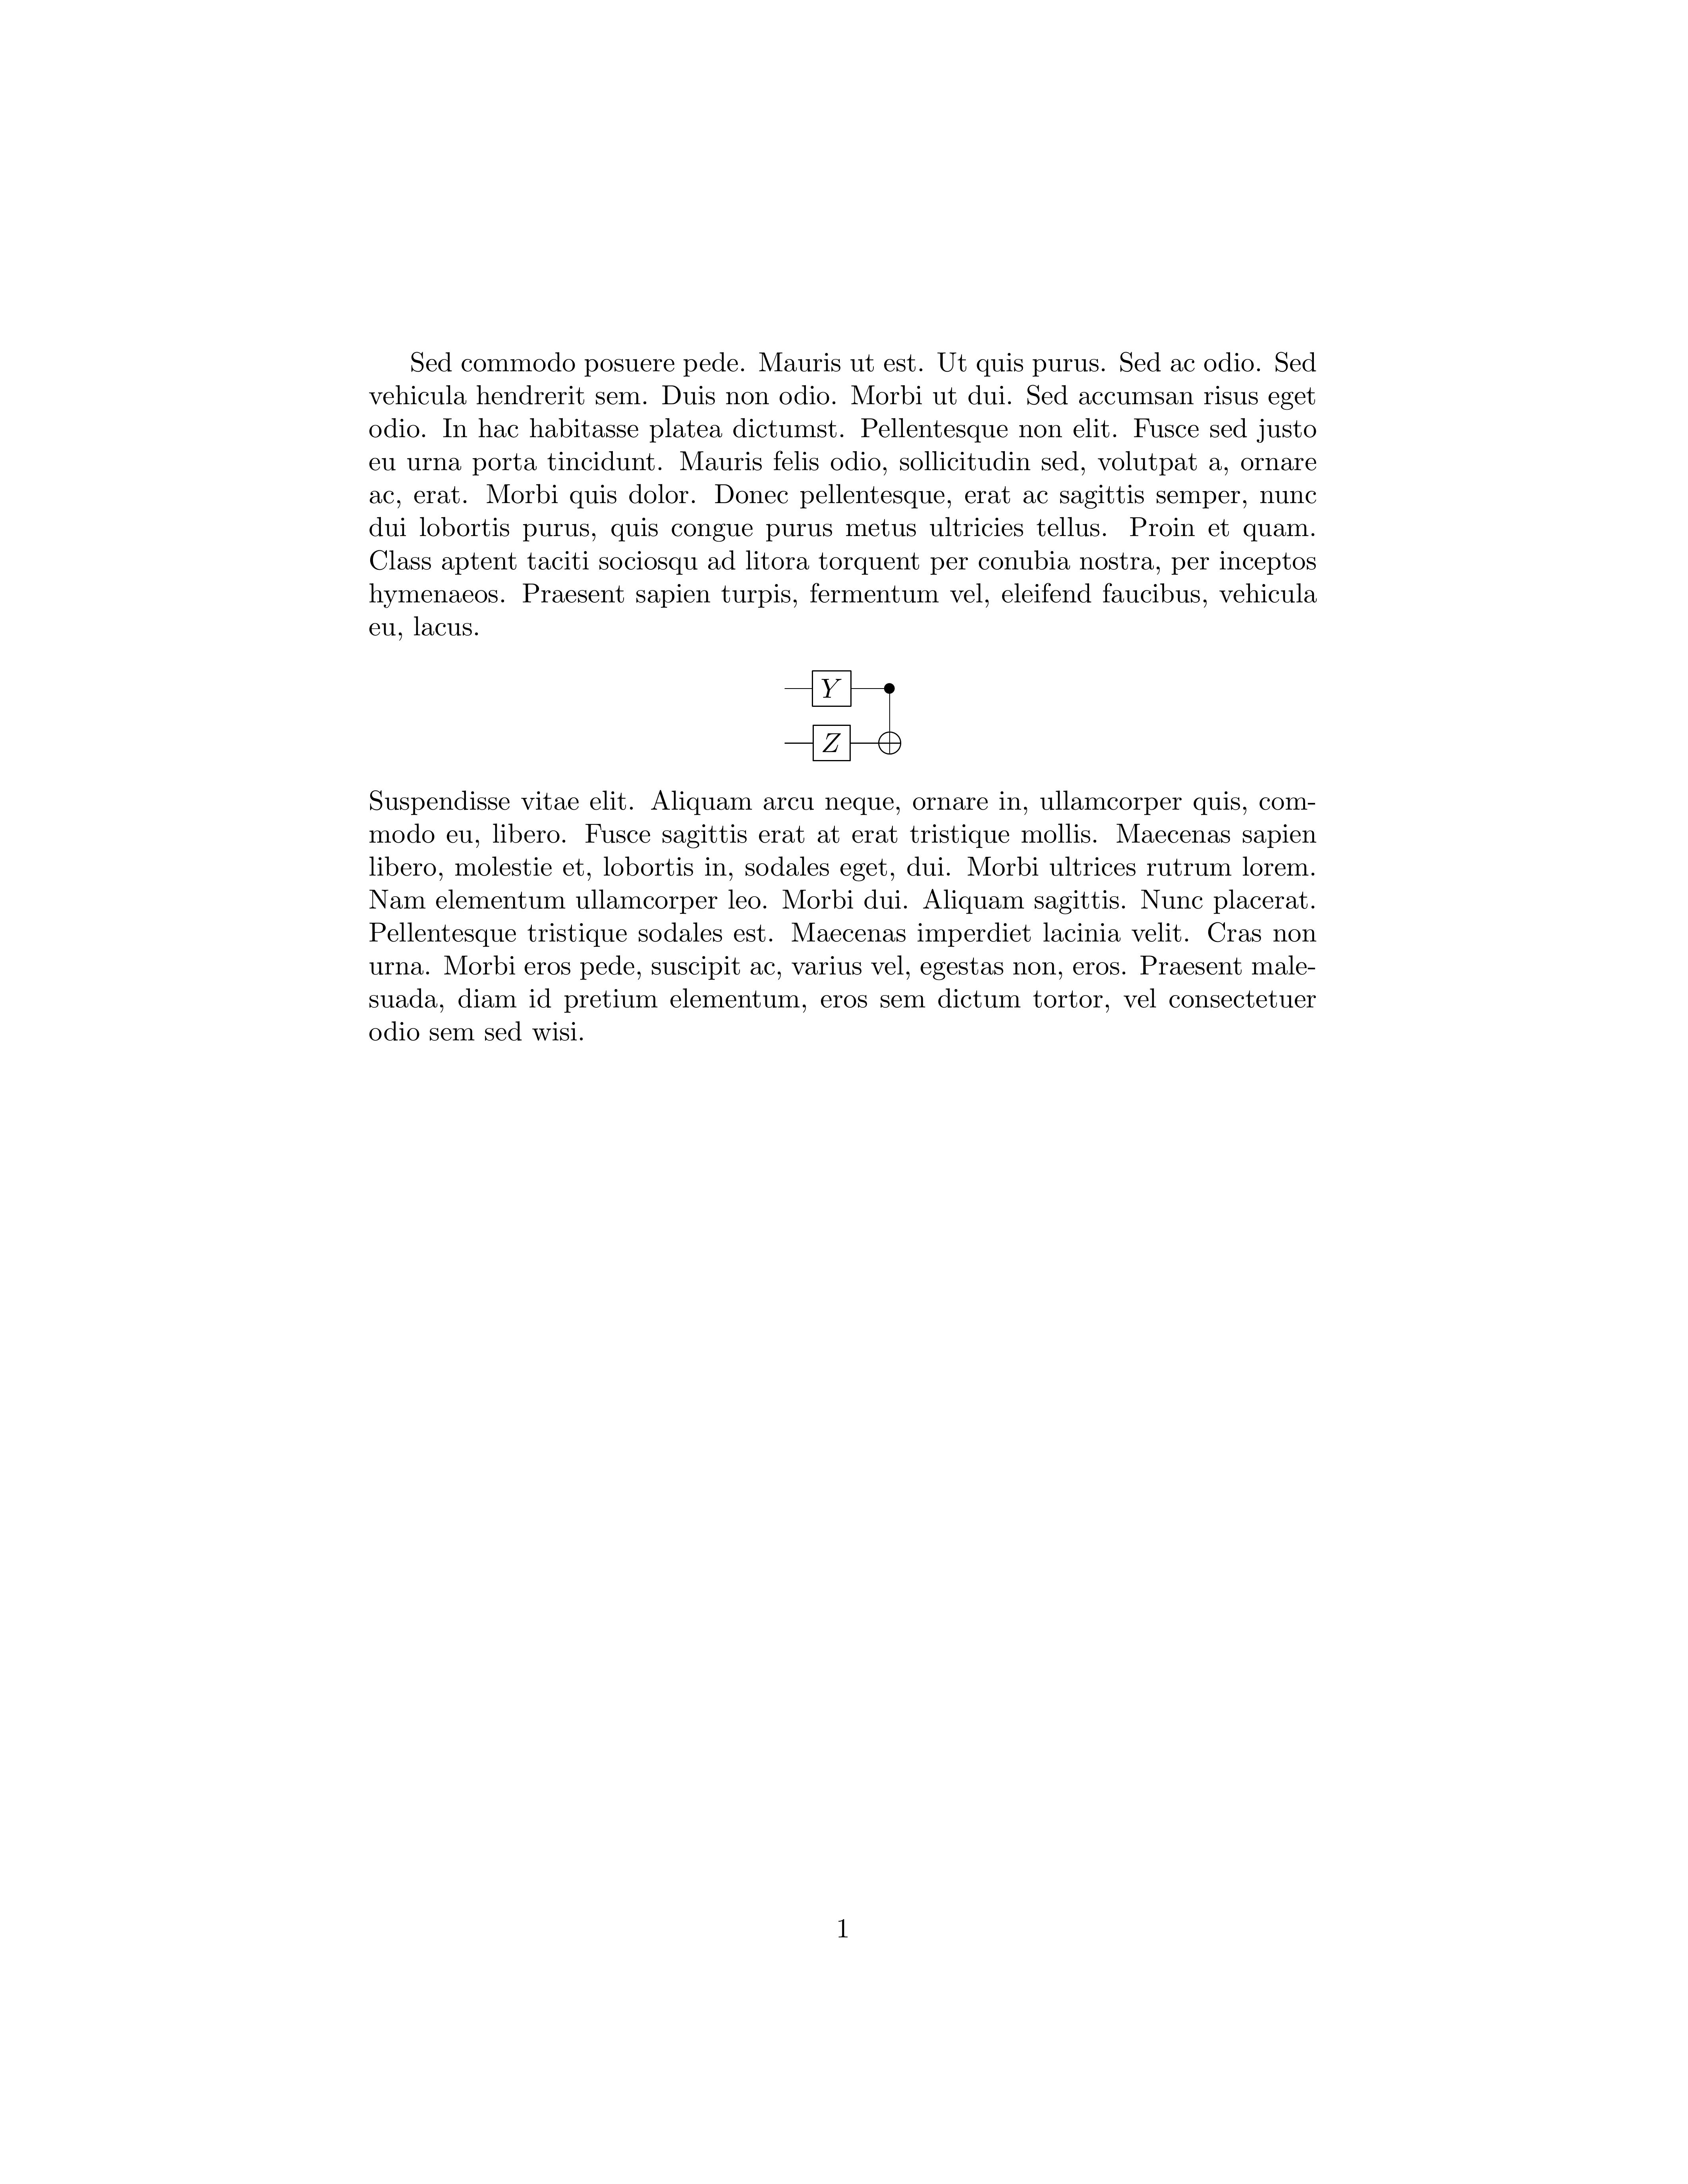 Sed commodo posuere pede. Mauris ut est. Ut quis purus. Sed ac odio. Sed
vehicula hendrerit sem. Duis non odio. Morbi ut dui. Sed accumsan risus eget
odio. In hac habitasse platea dictumst. Pellentesque non elit. Fusce sed justo
eu urna porta tincidunt. Mauris felis odio, sollicitudin sed, volutpat a, ornare
ac, erat. Morbi quis dolor. Donec pellentesque, erat ac sagittis semper, nunc
dui lobortis purus, quis congue purus metus ultricies tellus. Proin et quam.
Class aptent taciti sociosqu ad litora torquent per conubia nostra, per inceptos
hymenaeos. Praesent sapien turpis, fermentum vel, eleifend faucibus, vehicula
eu, lacus.
Y
Z
Suspendisse vitae elit. Aliquam arcu neque, ornare in, ullamcorper quis, com-
modo eu, libero. Fusce sagittis erat at erat tristique mollis. Maecenas sapien
libero, molestie et, lobortis in, sodales eget, dui. Morbi ultrices rutrum lorem.
Nam elementum ullamcorper leo. Morbi dui. Aliquam sagittis. Nunc placerat.
Pellentesque tristique sodales est. Maecenas imperdiet lacinia velit. Cras non
urna. Morbi eros pede, suscipit ac, varius vel, egestas non, eros. Praesent male-
suada, diam id pretium elementum, eros sem dictum tortor, vel consectetuer
odio sem sed wisi.
1